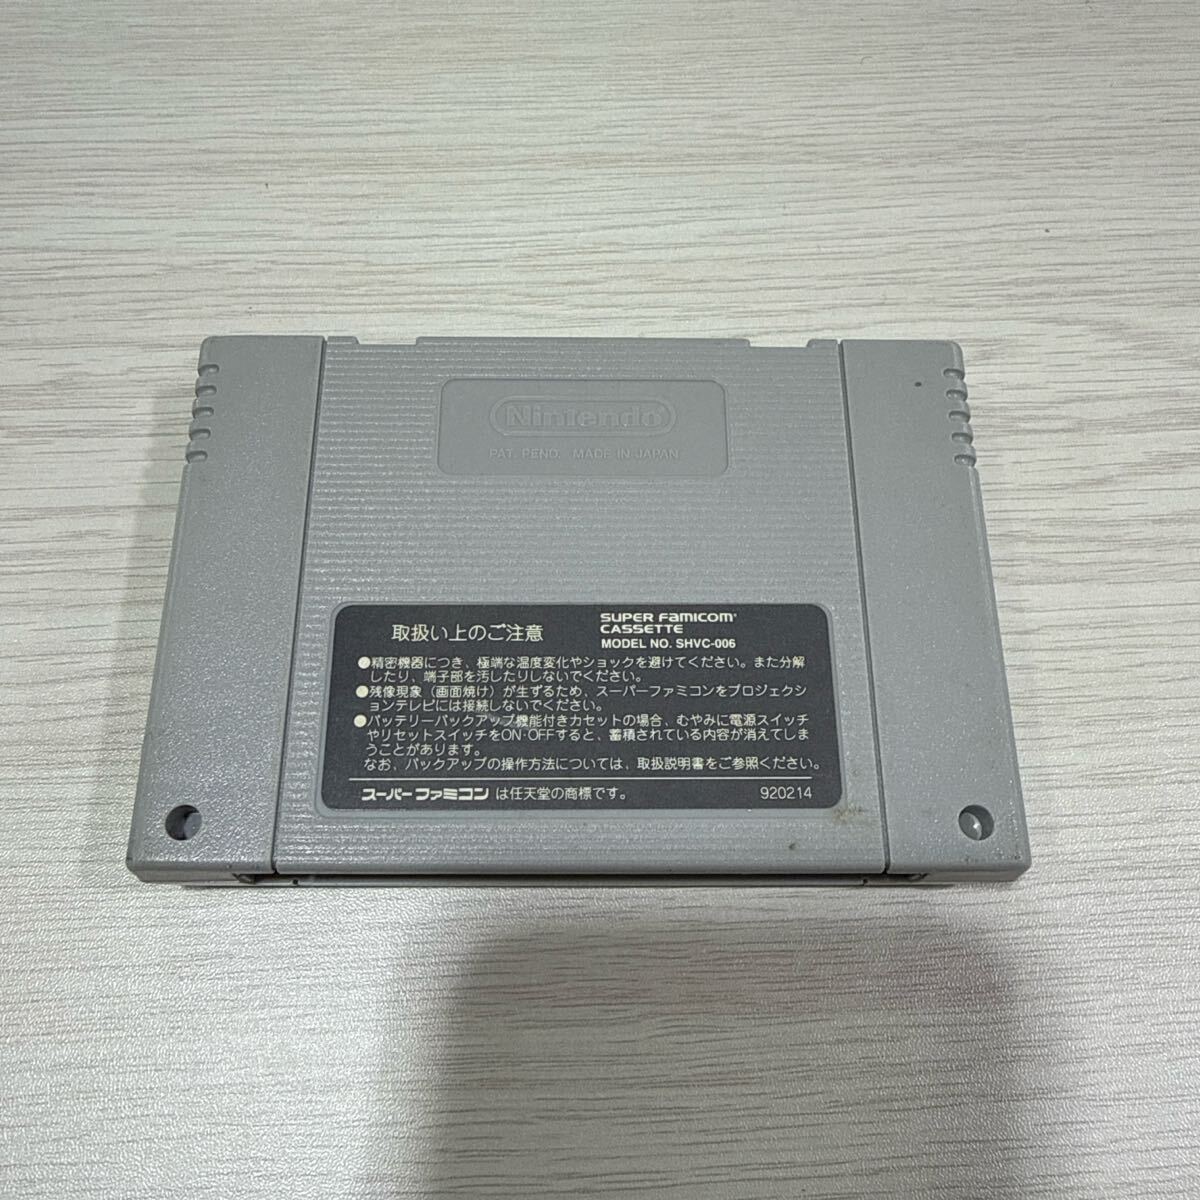 Nintendo
PAT. PEND. MADE IN JAPAN
取扱い上のご注意
SUPER FAMICOM
CASSETTE
MODEL NO. SHVC-006
●精密機器につき、極端な温度変化やショックを避けてください。また分解
したり、端子部を汚したりしないでください。
●残像現象（画面焼け）が生ずるため、スーパーファミコンをプロジェクシ
ョンテレビには接続しないでください。
●バッテリーバックアップ機能付きカセットの場合、むやみに電源スイッチ
やリセットスイッチをON·OFFすると、蓄積されている内容が消えてしま
うことがあります。
なお、バックアップの操作方法については、取扱説明書をご参照ください。
スーパーファミコンは任天堂の商標です。
920214